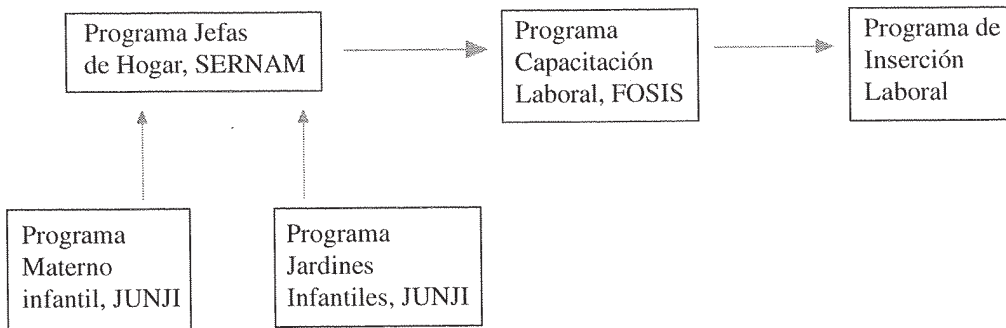 Programa Jefas
de Hogar, SERNAM
Programa
Capacitación
Laboral, FOSIS
Programa de
Inserción
Laboral
Programa
Materno
infantil, JUNJI
Programa
Jardines
Infantiles, JUNJI